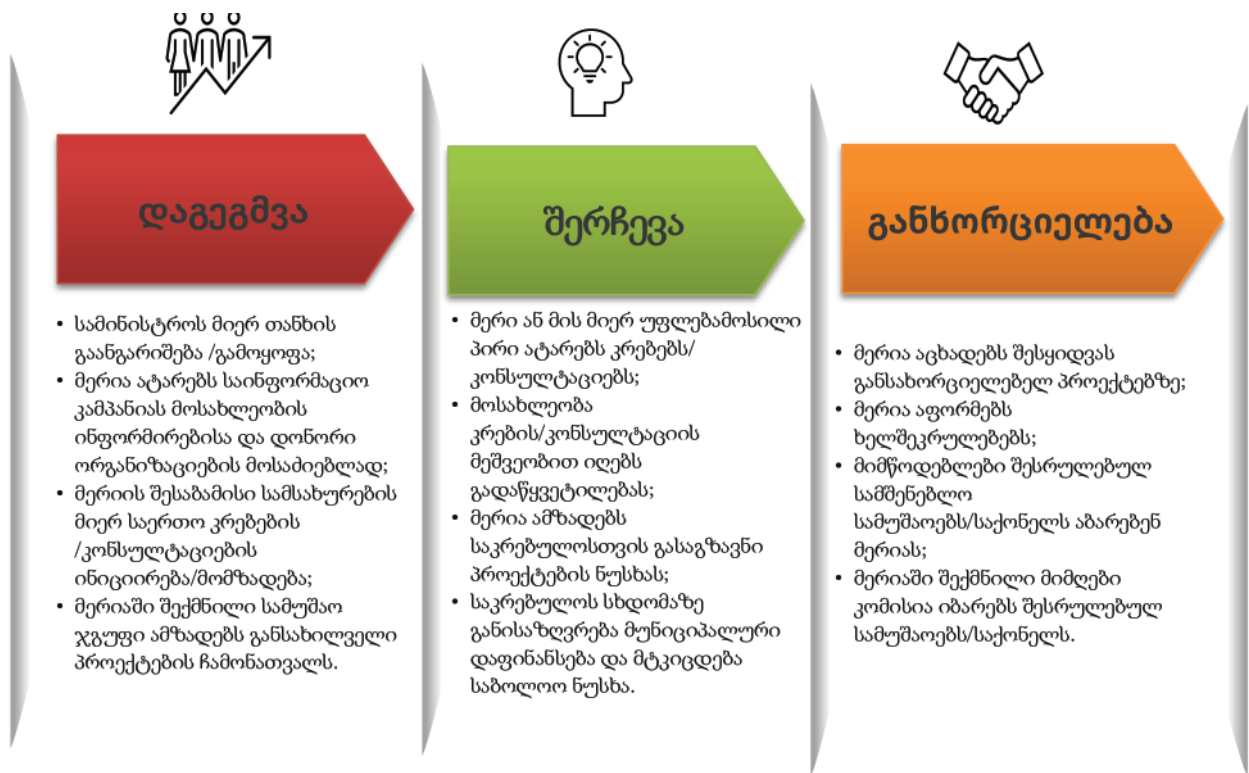 დაგეგმვა
• სამინისტროს მიერ თანხის
გაანგარიშება /გამოყოფა;
• მერია ატარებს საინფორმაციო
კამპანიას მოსახლეობის
ინფორმირებისა და დონორი
ორგანიზაციების მოსაძიებლად;
• მერიის შესაბამისი სამსახურების
მიერ საერთო კრებების
/კონსულტაციების
ინიციირება/მომზადება;
• მერიაში შექმნილი სამუშაო
ჯგუფი ამზადებს განსახილველი
პროექტების ჩამონათვალს.
შერჩევა
• მერი ან მის მიერ უფლებამოსილი
პირი ატარებს კრებებს/
კონსულტაციებს;
• მოსახლეობა
კრების/კონსულტაციის
მეშვეობით იღებს
გადაწყვეტილებას;
• მერია ამზადებს
საკრებულოსთვის გასაგზავნი
პროექტების ნუსხას;
• საკრებულოს სხდომაზე
განისაზღვრება მუნიციპალური
დაფინანსება და მტკიცდება
საბოლოო ნუსხა.
განხორციელება
• მერია აცხადებს შესყიდვას
განსახორციელებელ პროექტებზე;
• მერია აფორმებს
ხელშეკრულებებს;
• მიმწოდებლები შესრულებულ
სამშენებლო
სამუშაოებს/საქონელს აბარებენ
მერიას;
• მერიაში შექმნილი მიმღები
კომისია იბარებს შესრულებულ
სამუშაოებს/საქონელს.